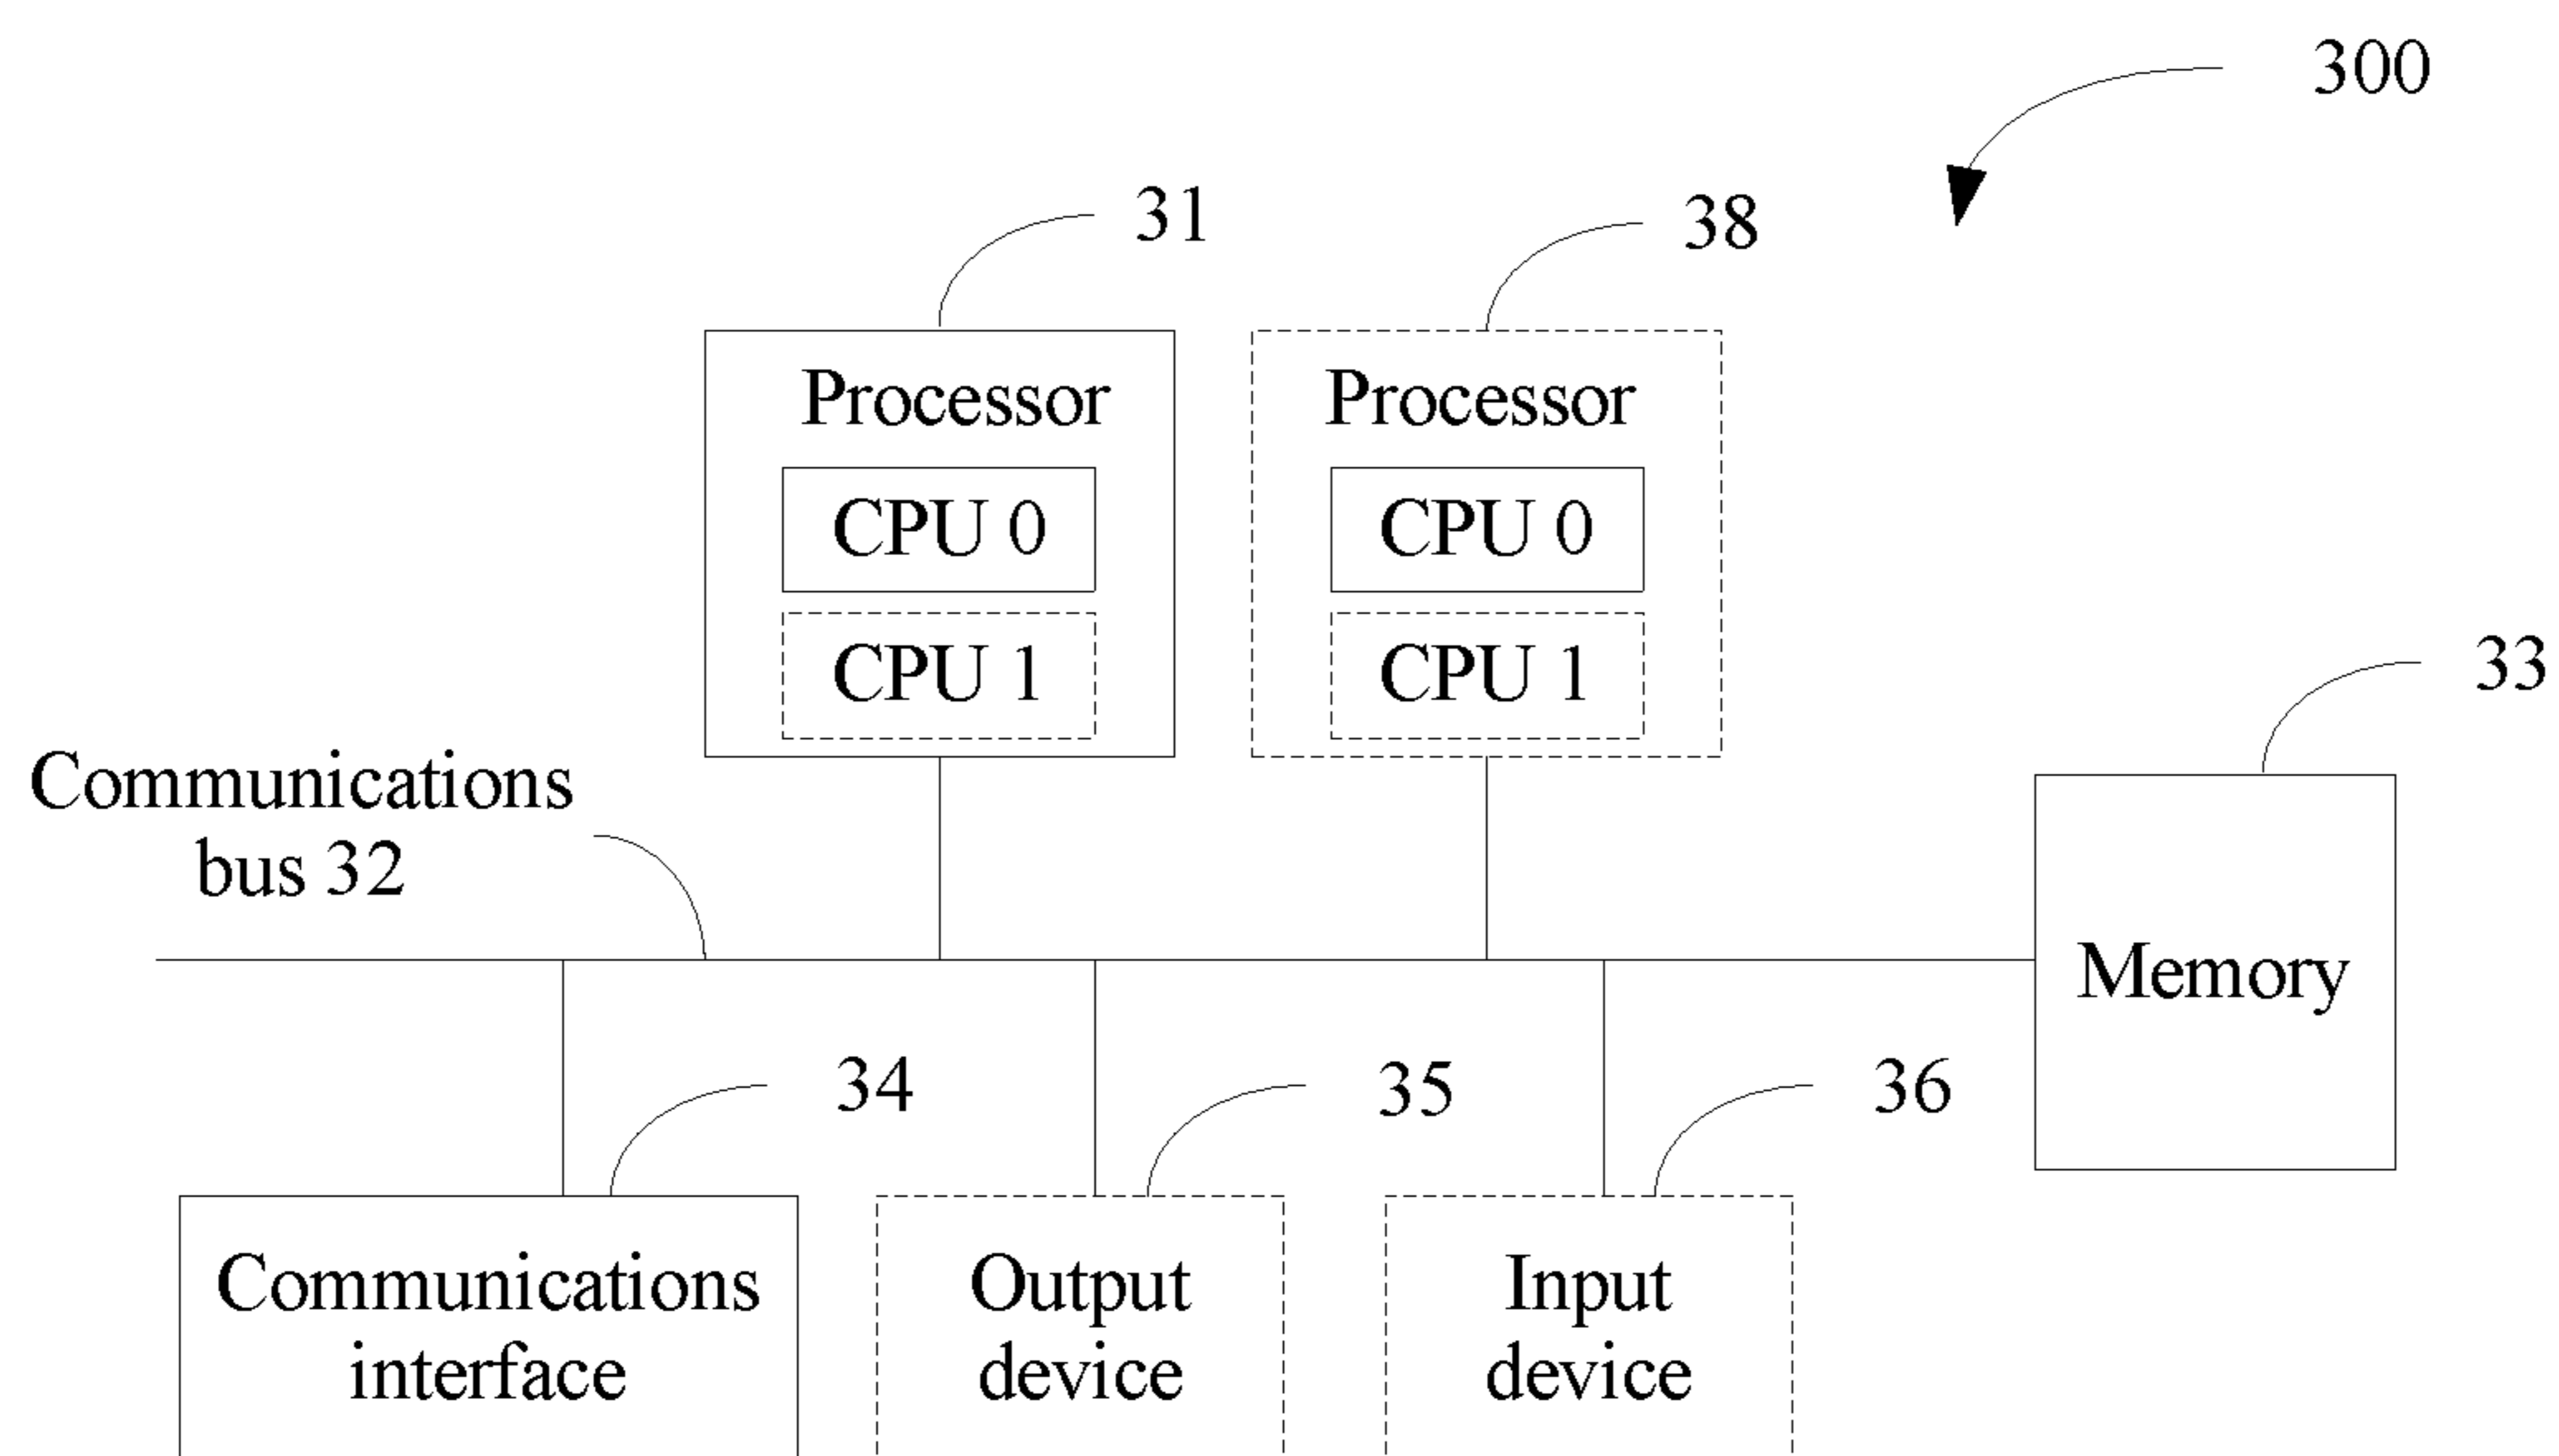 300
31
38
Processor
Processor
CPU 0
CPU 0
CPU 1
CPU 1
33
Communications
bus 32
Memory
34
35
36
Communications
interface
Output
device
Input
device